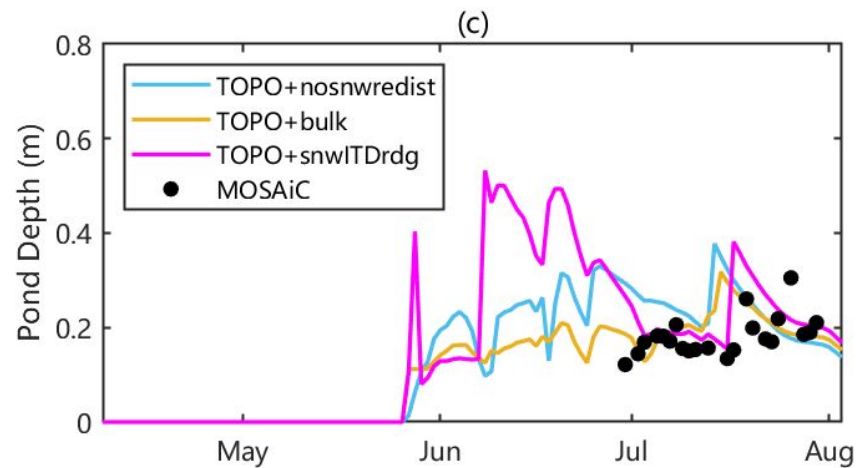 (c)
0.8
0.6
0.4
0.2
0
Pond Depth (m)
TOPO+nosnwredist
TOPO+bulk
TOPO+snwITDrdg
MOSAiC
May Jun Jul Aug